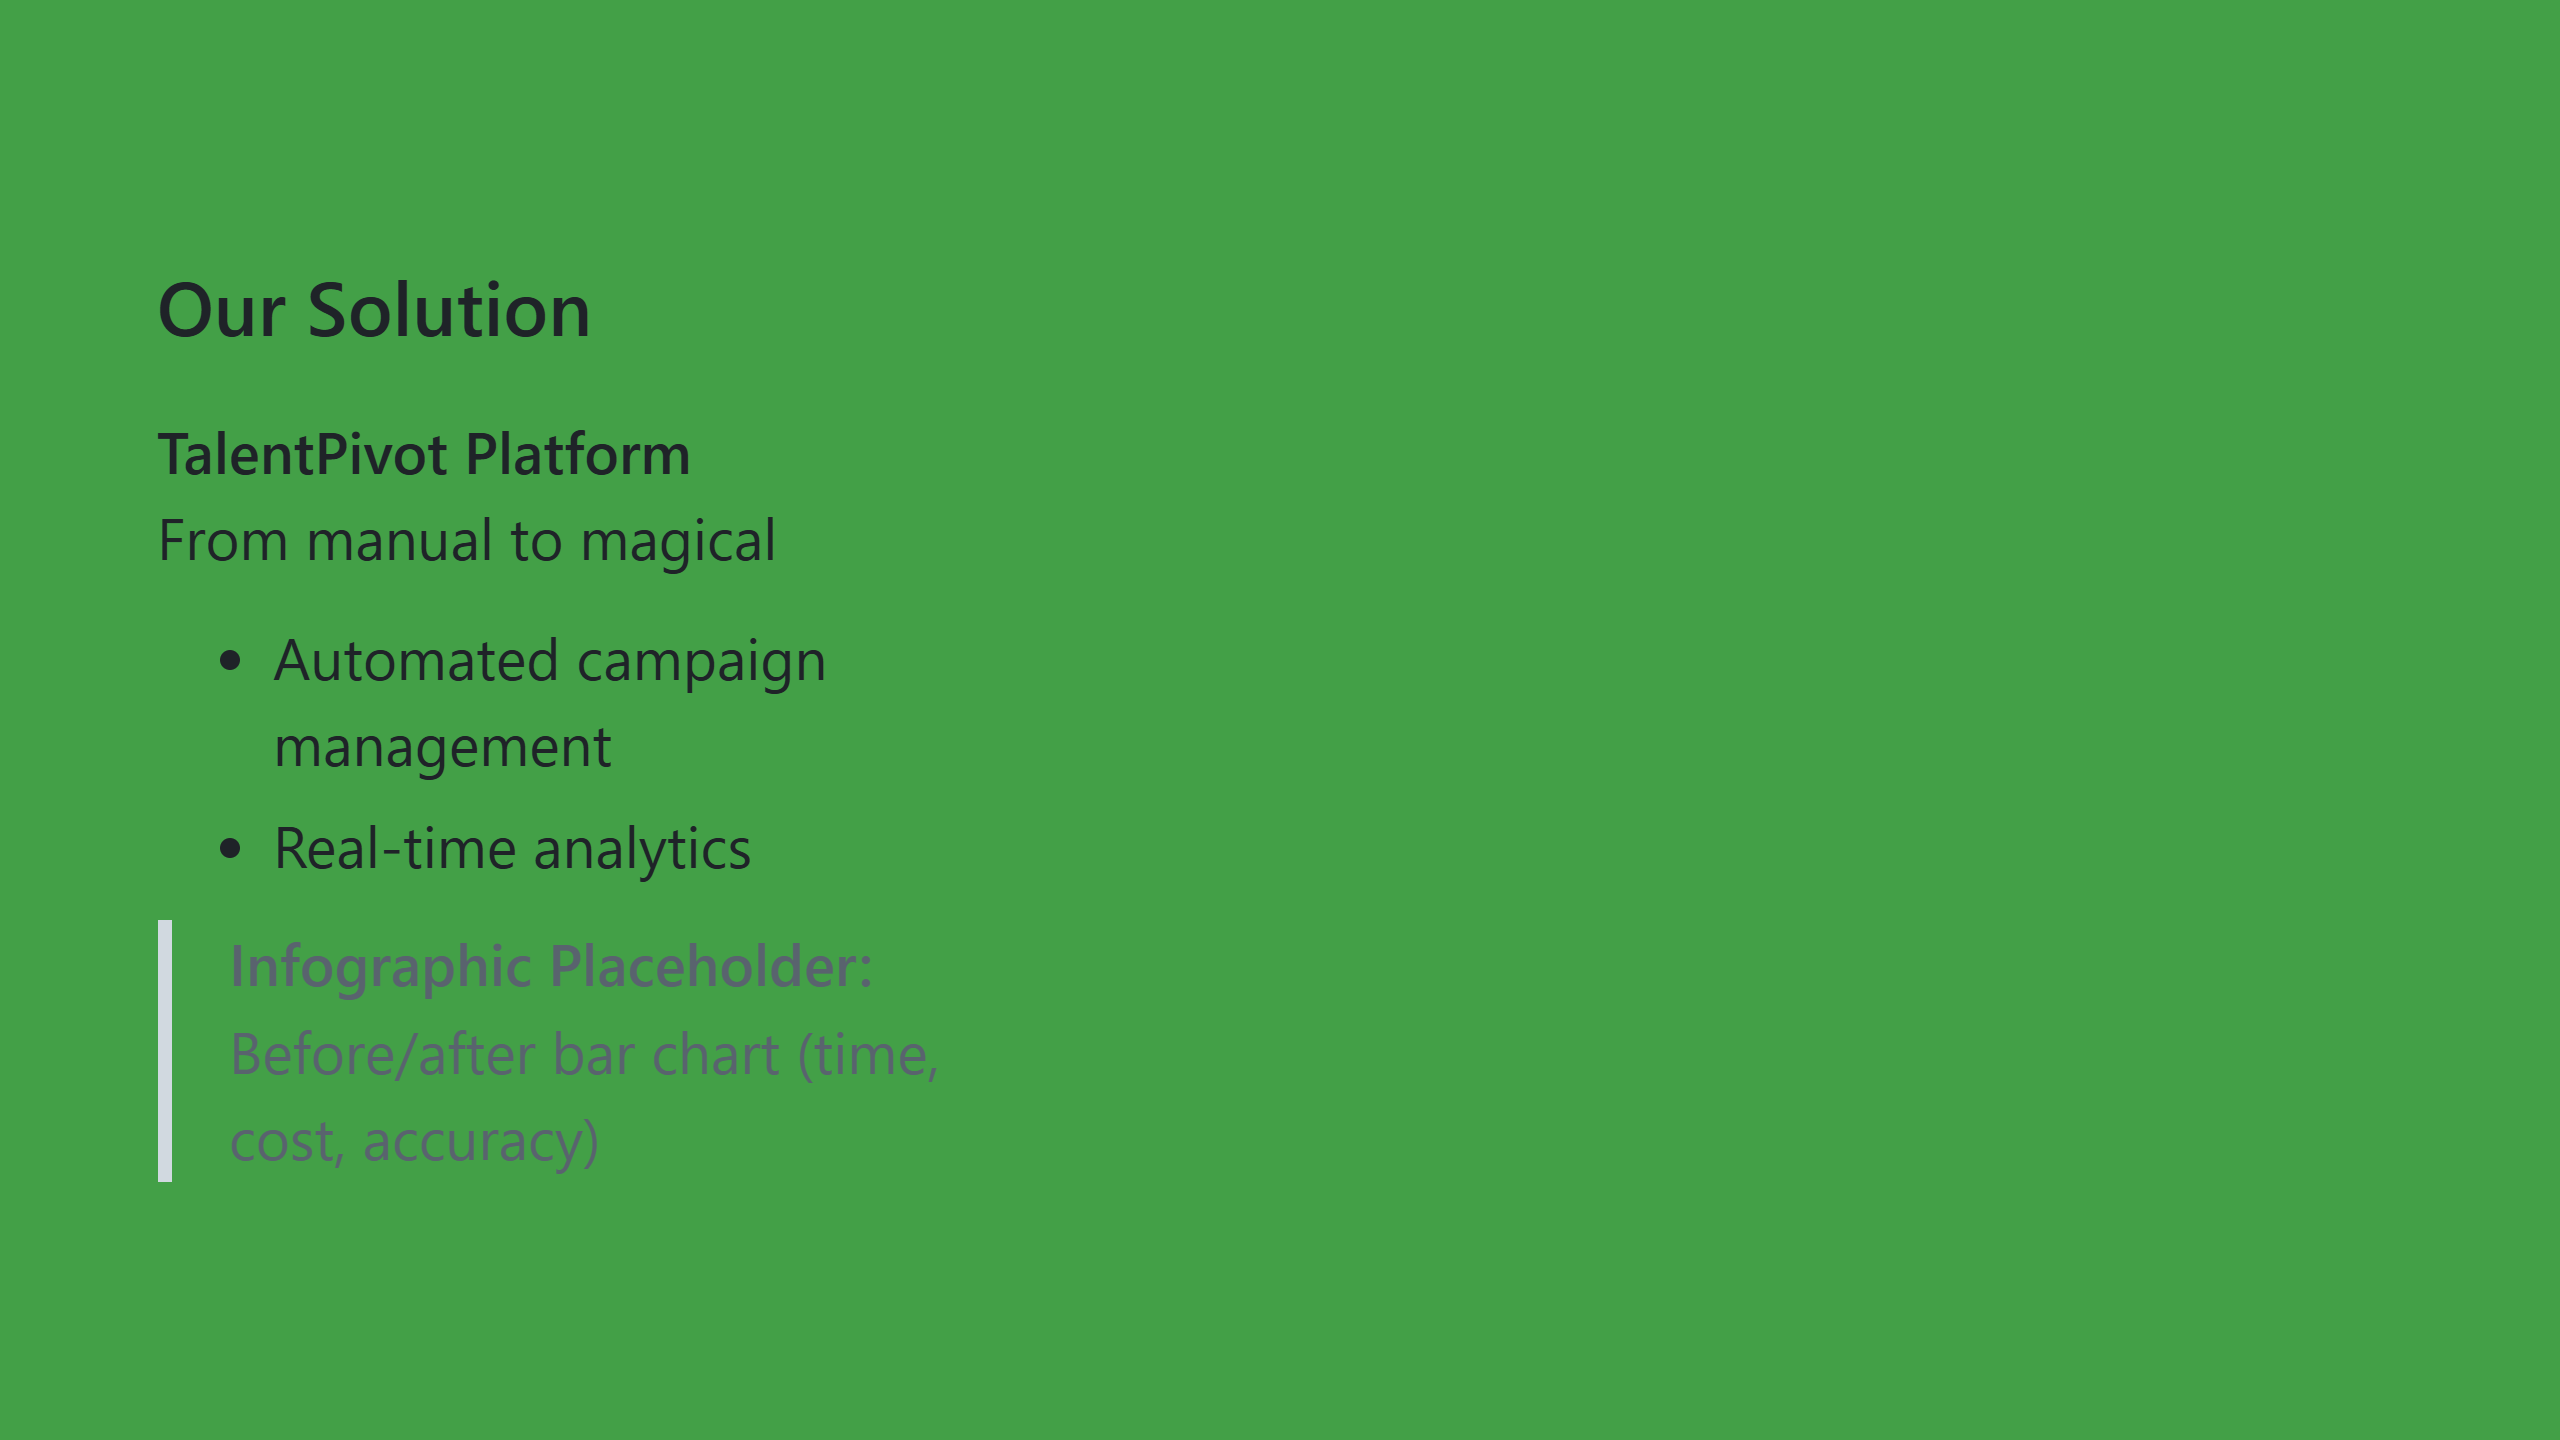 Our Solution
TalentPivot Platform
From manual to magical
• Automated campaign
management
• Real-time analytics
Infographic Placeholder:
Before/after bar chart (time,
cost, accuracy)